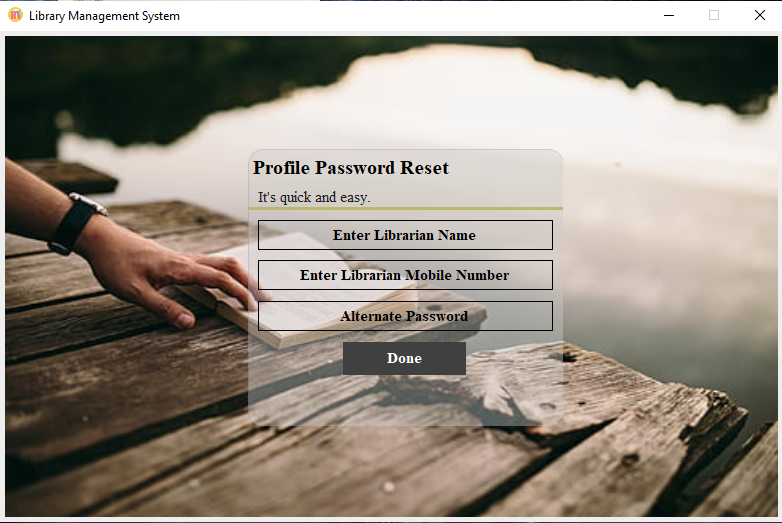 Library Management System
Profile Password Reset
It's quick and easy.
Enter Librarian Name
Enter Librarian Mobile Number
Alternate Password
Done